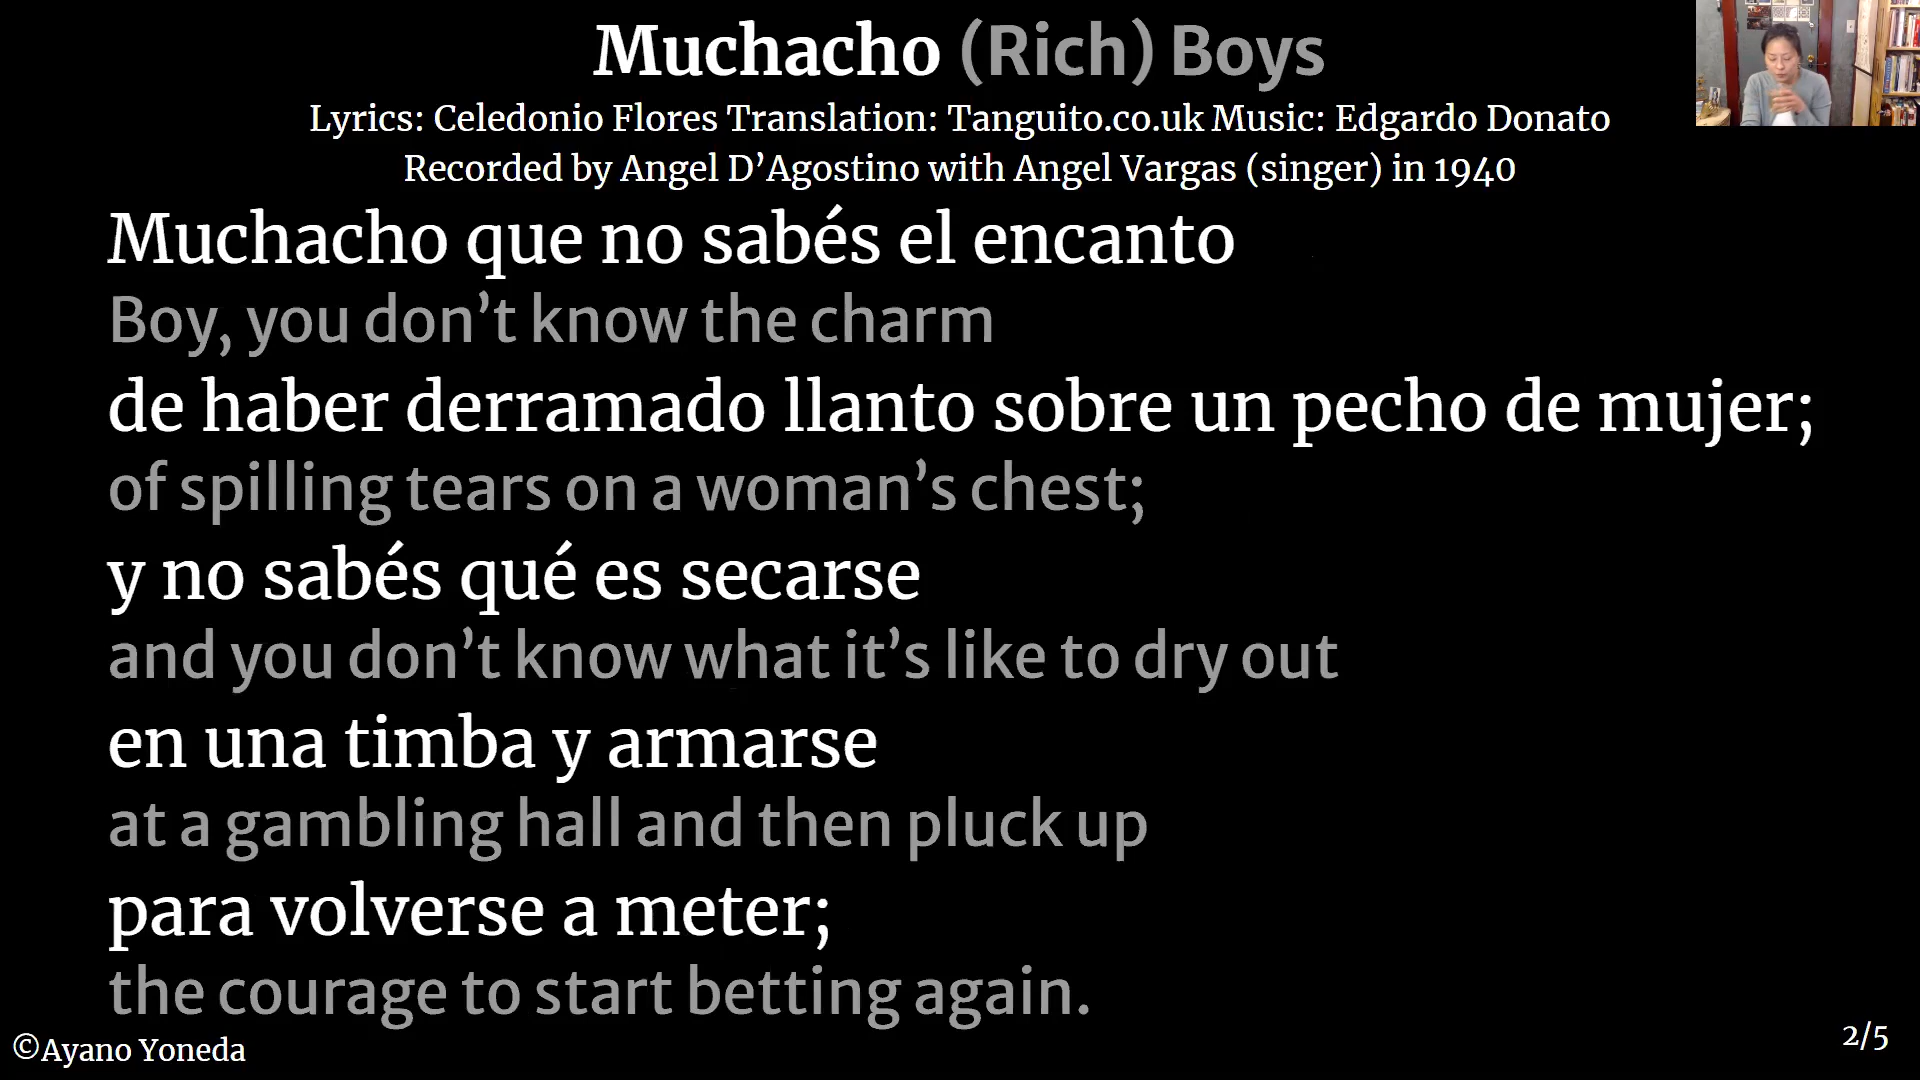 Muchacho (Rich) Boys
Lyrics: Celedonio Flores Translation: Tanguito.co.uk Music: Edgardo Donato
Recorded by Angel D’Agostino with Angel Vargas (singer) in 1940
Muchacho que no sabés el encanto
Boy, you don’t know the charm
de haber derramado llanto sobre un pecho de mujer;
of spilling tears on a woman’s chest;
y no sabés qué es secarse
and you don’t know what it’s like to dry out
en una timba y armarse
at a gambling hall and then pluck up
para volverse a meter;
the courage to start betting again.
©Ayano Yoneda
2/5